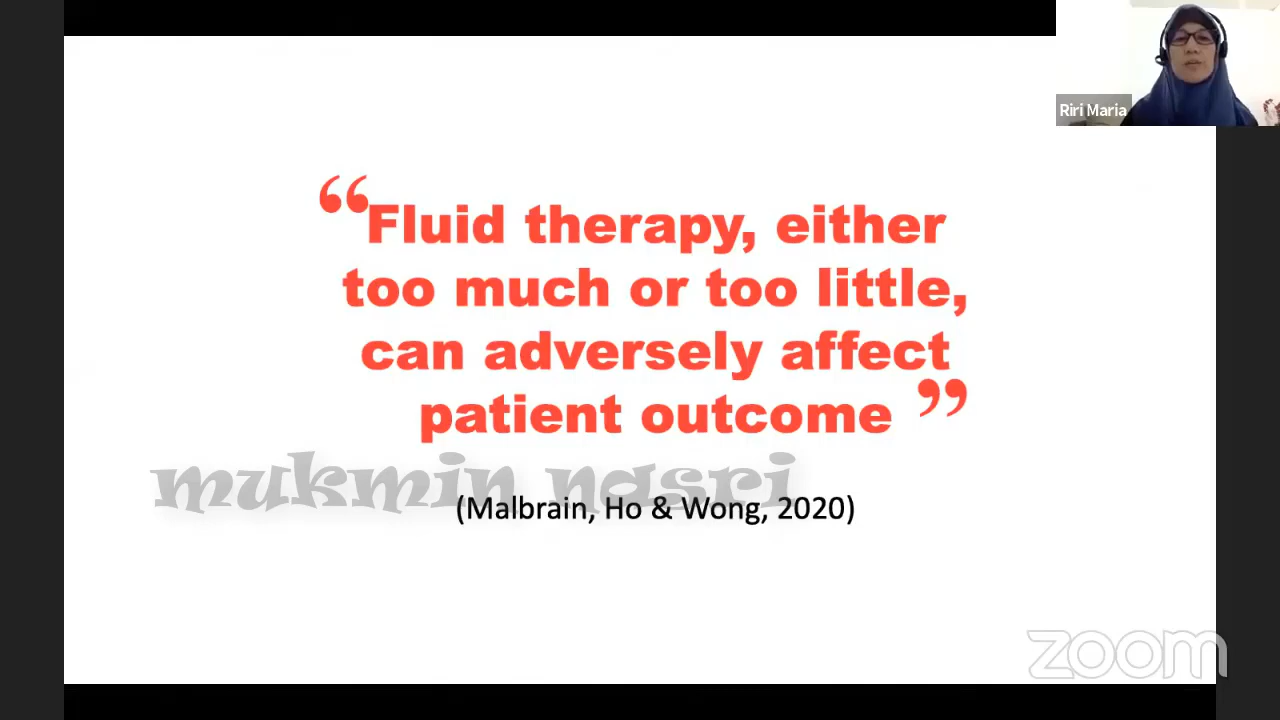 Riri Maria
“Fluid therapy, either
too much or too little,
can adversely affect
patient outcome”
mukmin nasri
(Malbrain, Ho & Wong, 2020)
zoom